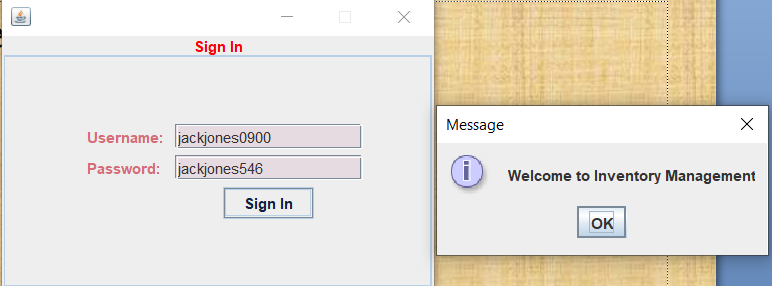 Sign In
Username: jackjones0900
Password: jackjones546
Sign In
Message
Welcome to Inventory Management
OK